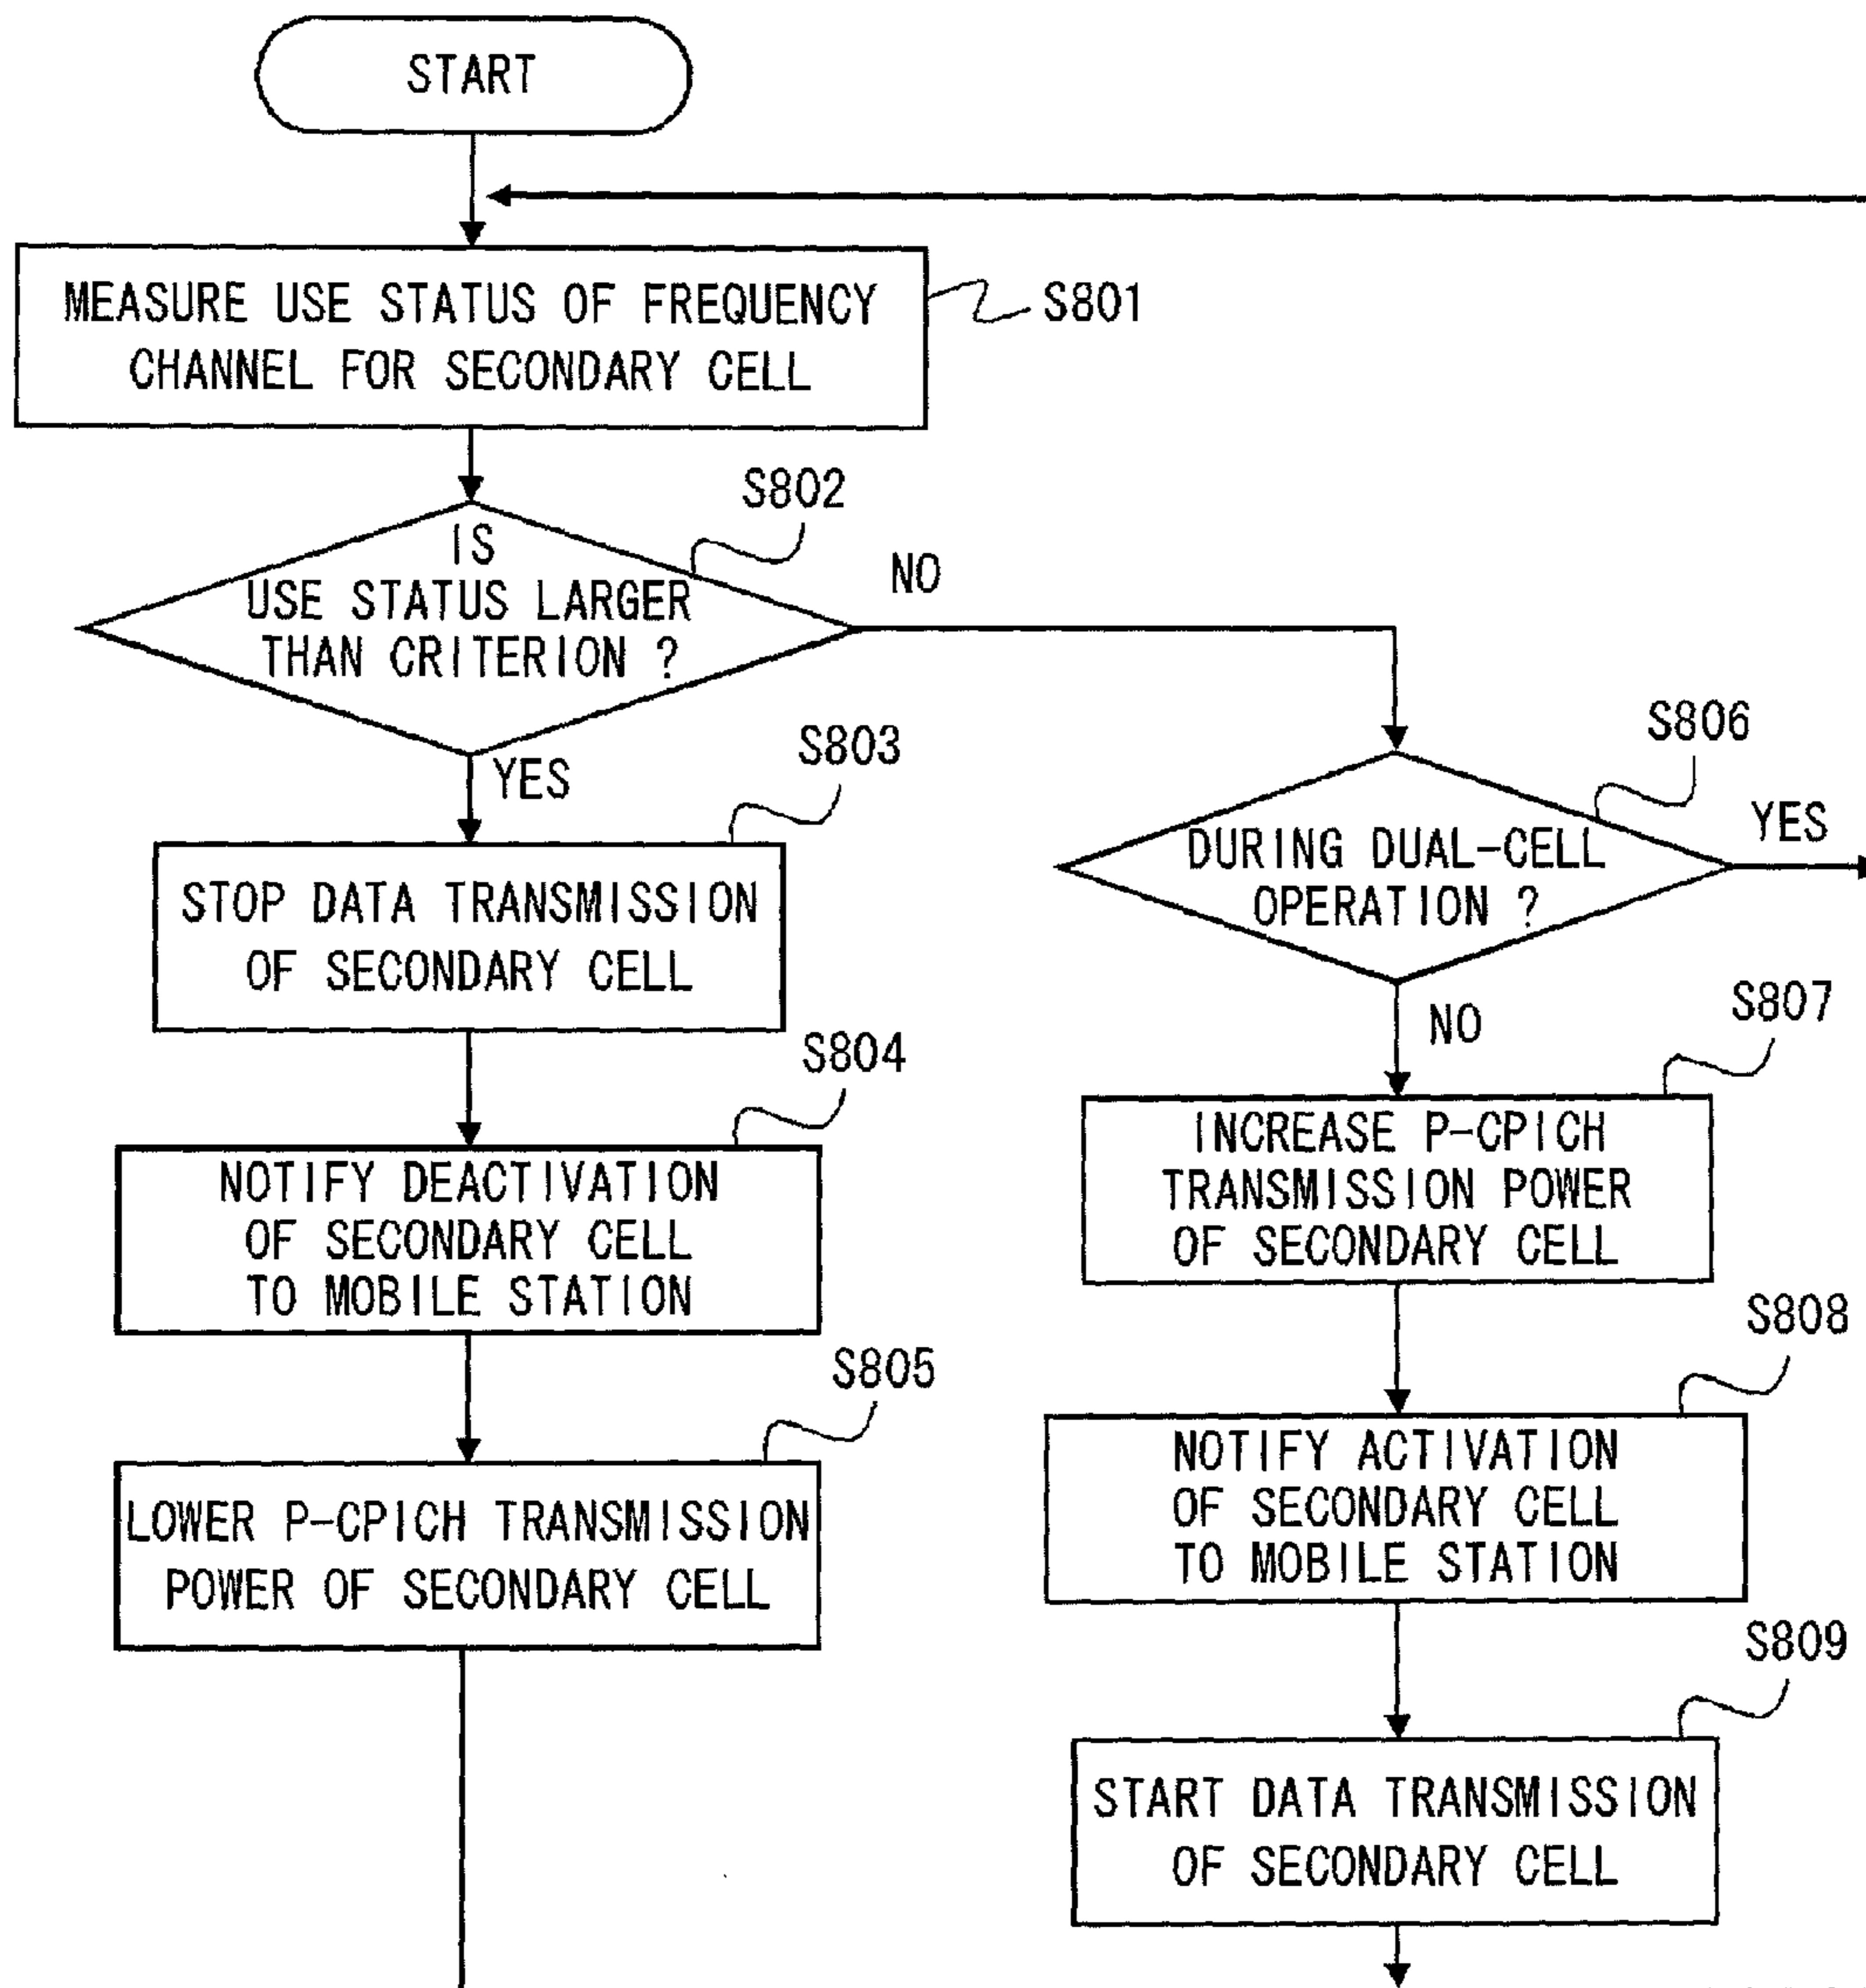 START
MEASURE USE STATUS OF FREQUENCY
CHANNEL FOR SECONDARY CELL
S801
S802
IS
USE STATUS LARGER
THAN CRITERION ?
NO
YES
S803
STOP DATA TRANSMISSION
OF SECONDARY CELL
S804
NOTIFY DEACTIVATION
OF SECONDARY CELL
TO MOBILE STATION
S805
LOWER P-CPICH TRANSMISSION
POWER OF SECONDARY CELL
S806
DURING DUAL-CELL
OPERATION ?
YES
NO
S807
INCREASE P-CPICH
TRANSMISSION POWER
OF SECONDARY CELL
S808
NOTIFY ACTIVATION
OF SECONDARY CELL
TO MOBILE STATION
S809
START DATA TRANSMISSION
OF SECONDARY CELL